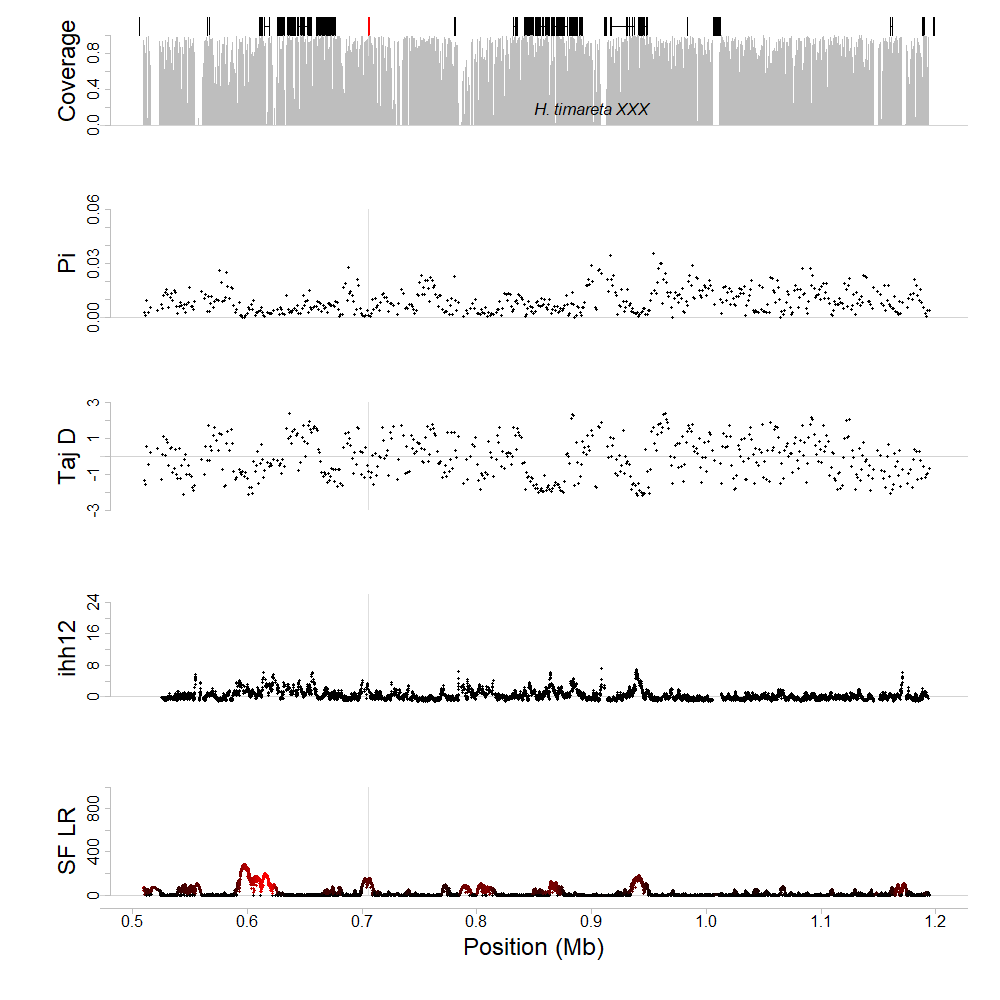 Coverage
0.0 0.4 0.8
H. timareta XXX
Pi
0.00 0.03 0.06
Taj D
-3 -1 1 3
ihh12
0 8 16 24
SF LR
0 400 800
0.5 0.6 0.7 0.8 0.9 1.0 1.1 1.2
Position (Mb)